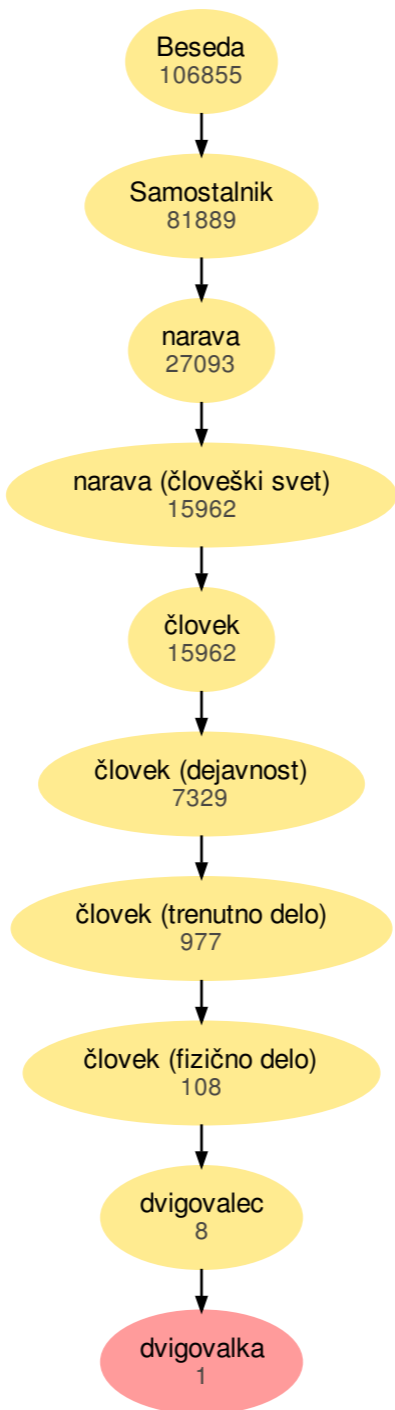 Beseda
106855
Samostalnik
81889
narava
27093
narava (človeški svet)
15962
človek
15962
človek (dejavnost)
7329
človek (trenutno delo)
977
človek (fizično delo)
108
dvigovalec
8
dvigovalka
1